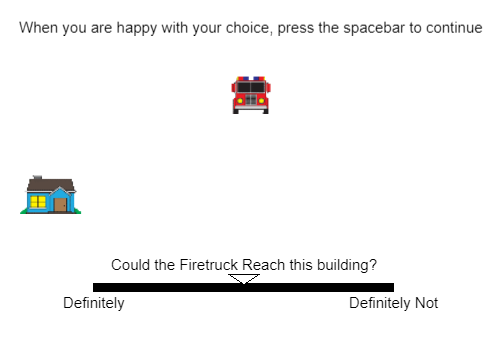 When you are happy with your choice, press the spacebar to continue
Could the Firetruck Reach this building?
Definitely
Definitely Not